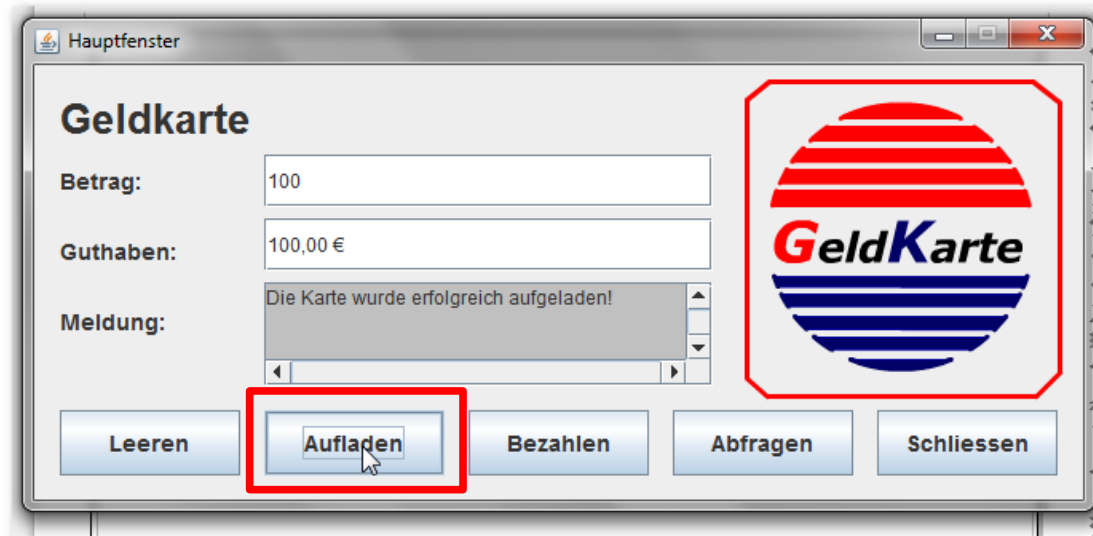 Hauptfenster
Geldkarte
Betrag:
100
Guthaben:
100,00 €
Meldung:
Die Karte wurde erfolgreich aufgeladen!
GeldKarte
Leeren
Aufladen
Bezahlen
Abfragen
Schliessen